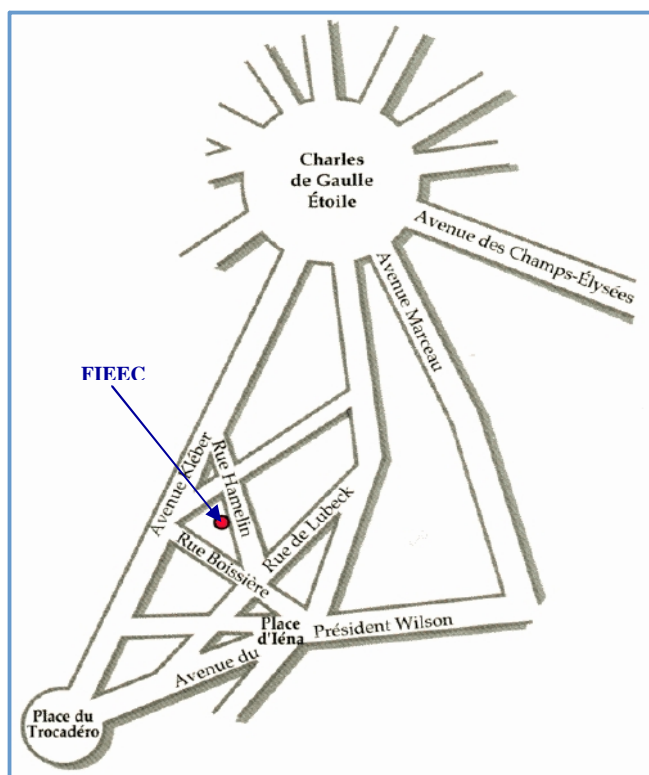 Charles
de Gaulle
Étoile
Avenue des Champs-Élysées
Avenue Marceau
FIEEC
Avenue Kléber
Rue Hamelin
Rue de Lubeck
Rue Boissière
Place
d'Iéna
Président Wilson
Avenue du
Place du
Trocadéro